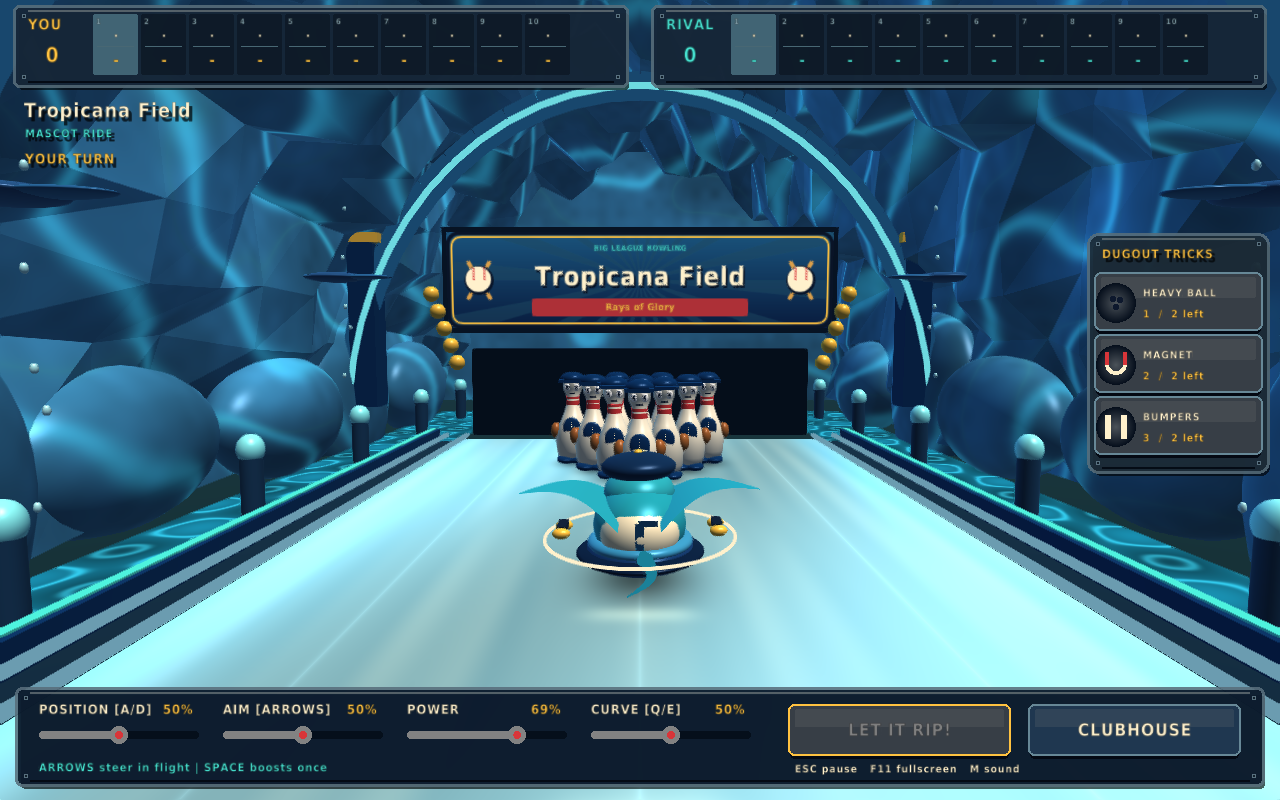 YOU
0
1 2 3 4 5 6 7 8 9 10
RIVAL
0
1 2 3 4 5 6 7 8 9 10
Tropicana Field
MASCOT RIDE
YOUR TURN
BIG LEAGUE BOWLING
Tropicana Field
Rays of Glory
DUGOUT TRICKS
HEAVY BALL
1 / 2 left
MAGNET
2 / 2 left
BUMPERS
3 / 2 left
POSITION [A/D] 50%
AIM [ARROWS] 50%
POWER 69%
CURVE [Q/E] 50%
LET IT RIP!
CLUBHOUSE
ARROWS steer in flight | SPACE boosts once
ESC pause F11 fullscreen M sound